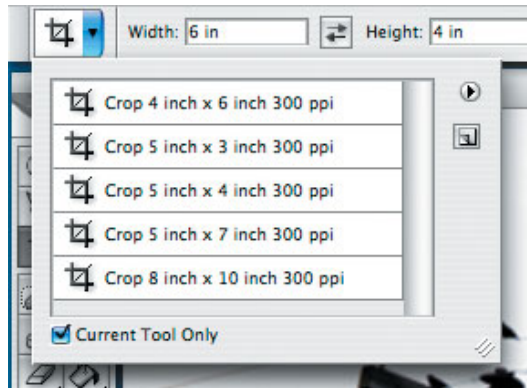 Width: 6 in Height: 4 in
Crop 4 inch x 6 inch 300 ppi
Crop 5 inch x 3 inch 300 ppi
Crop 5 inch x 4 inch 300 ppi
Crop 5 inch x 7 inch 300 ppi
Crop 8 inch x 10 inch 300 ppi
Current Tool Only